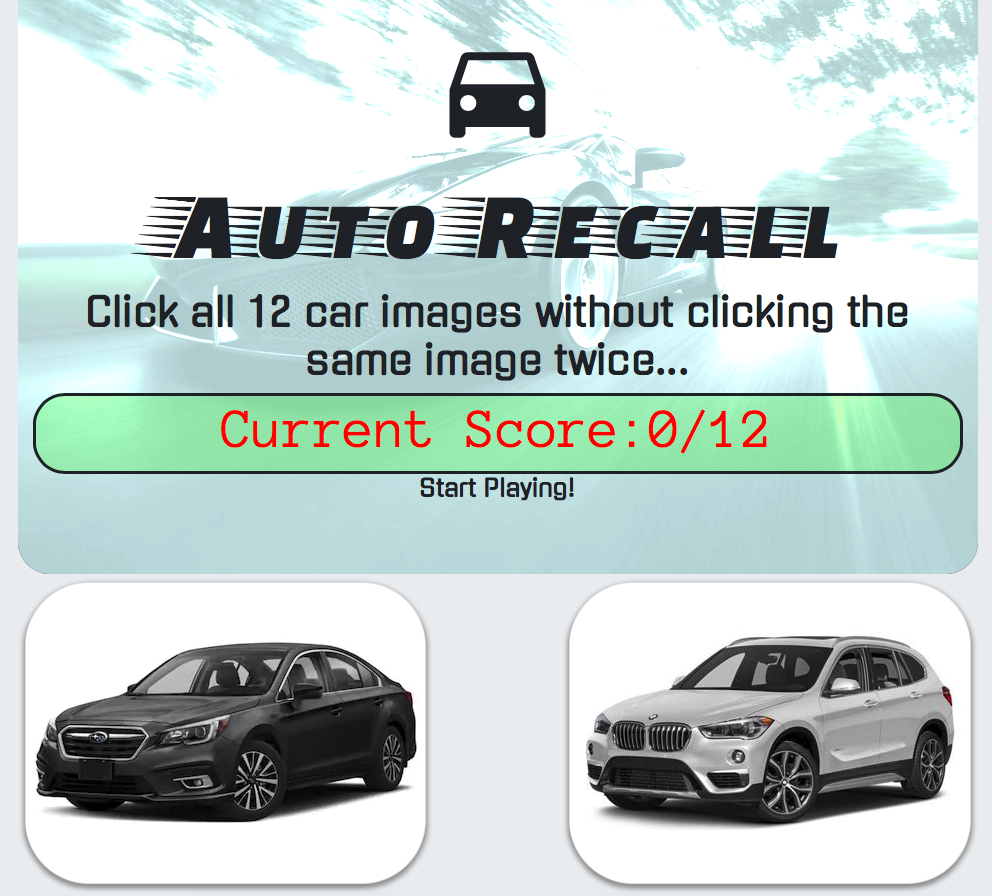 Auto Recall
Click all 12 car images without clicking the
same image twice...
Current Score:0/12
Start Playing!